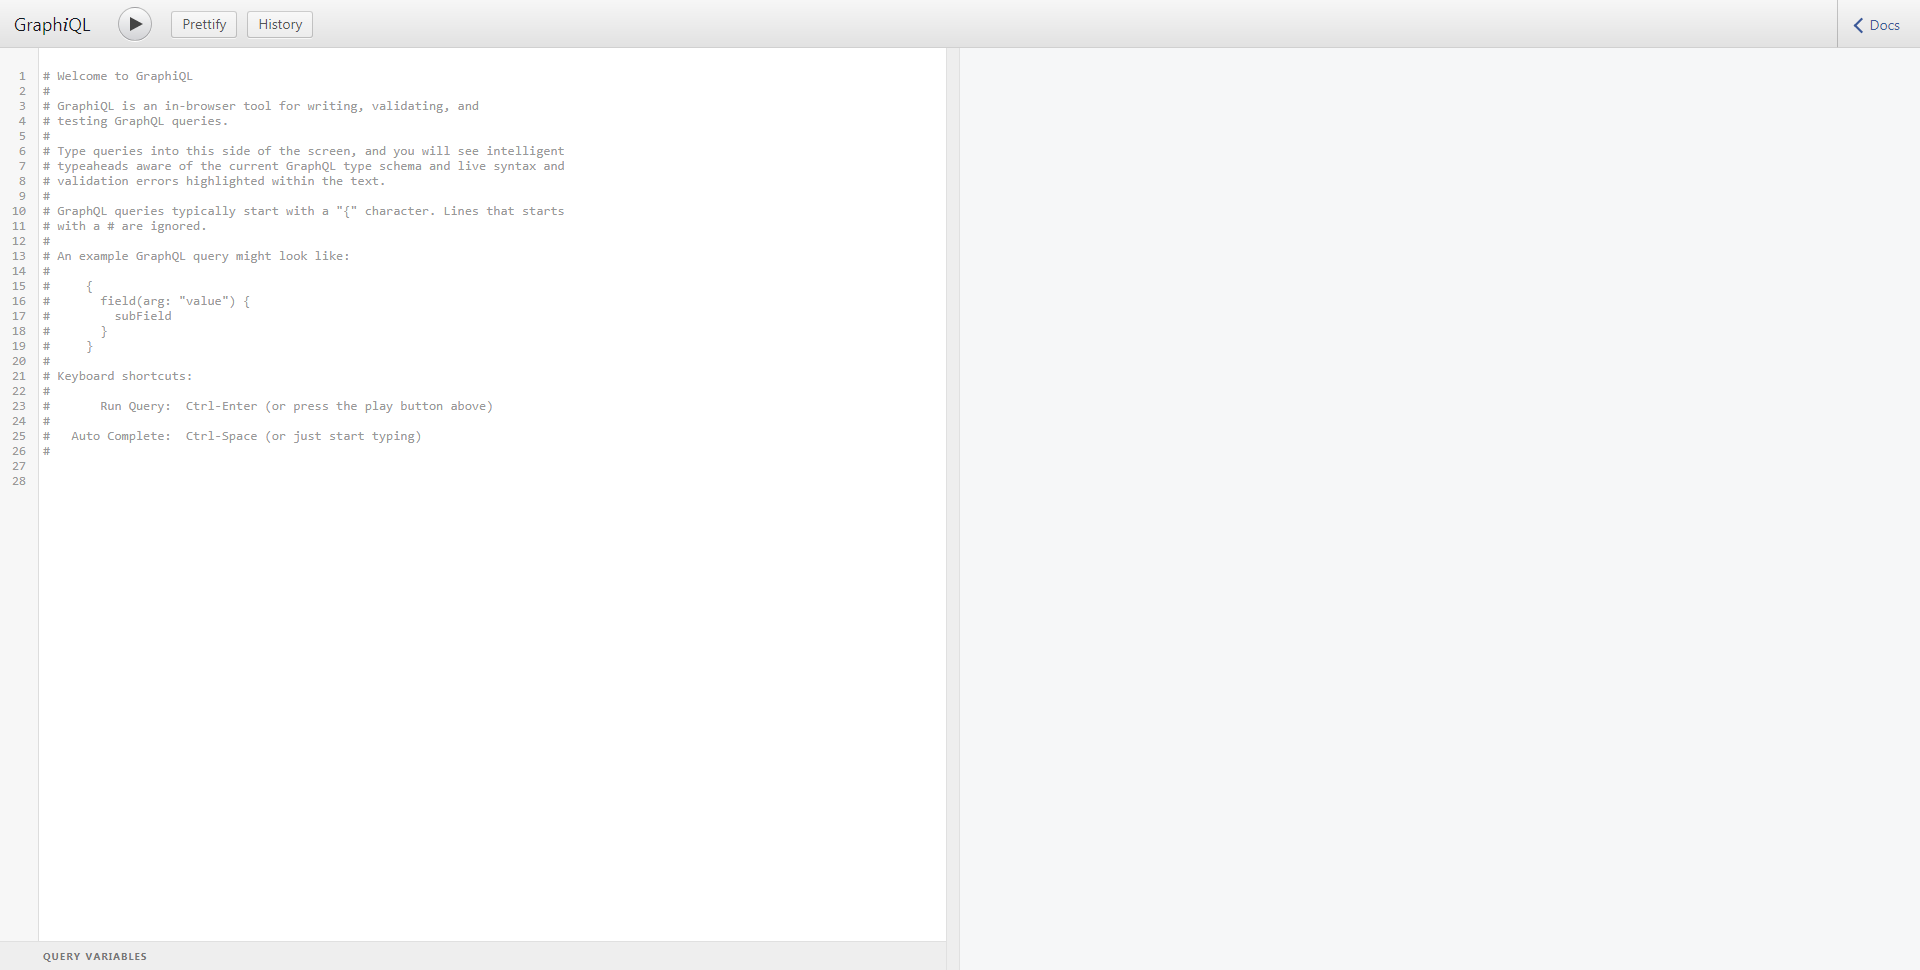 GraphiQL Prettify History Docs
1 # Welcome to GraphiQL
2 #
3 # GraphiQL is an in-browser tool for writing, validating, and
4 # testing GraphQL queries.
5 #
6 # Type queries into this side of the screen, and you will see intelligent
7 # typeaheads aware of the current GraphQL type schema and live syntax and
8 # validation errors highlighted within the text.
9 #
10 # GraphQL queries typically start with a "{" character. Lines that starts
11 # with a # are ignored.
12 #
13 # An example GraphQL query might look like:
14 #
15 #     {
16 #       field(arg: "value") {
17 #         subField
18 #       }
19 #     }
20 #
21 # Keyboard shortcuts:
22 #
23 #       Run Query:  Ctrl-Enter (or press the play button above)
24 #
25 #   Auto Complete:  Ctrl-Space (or just start typing)
26 #
27
28
QUERY VARIABLES